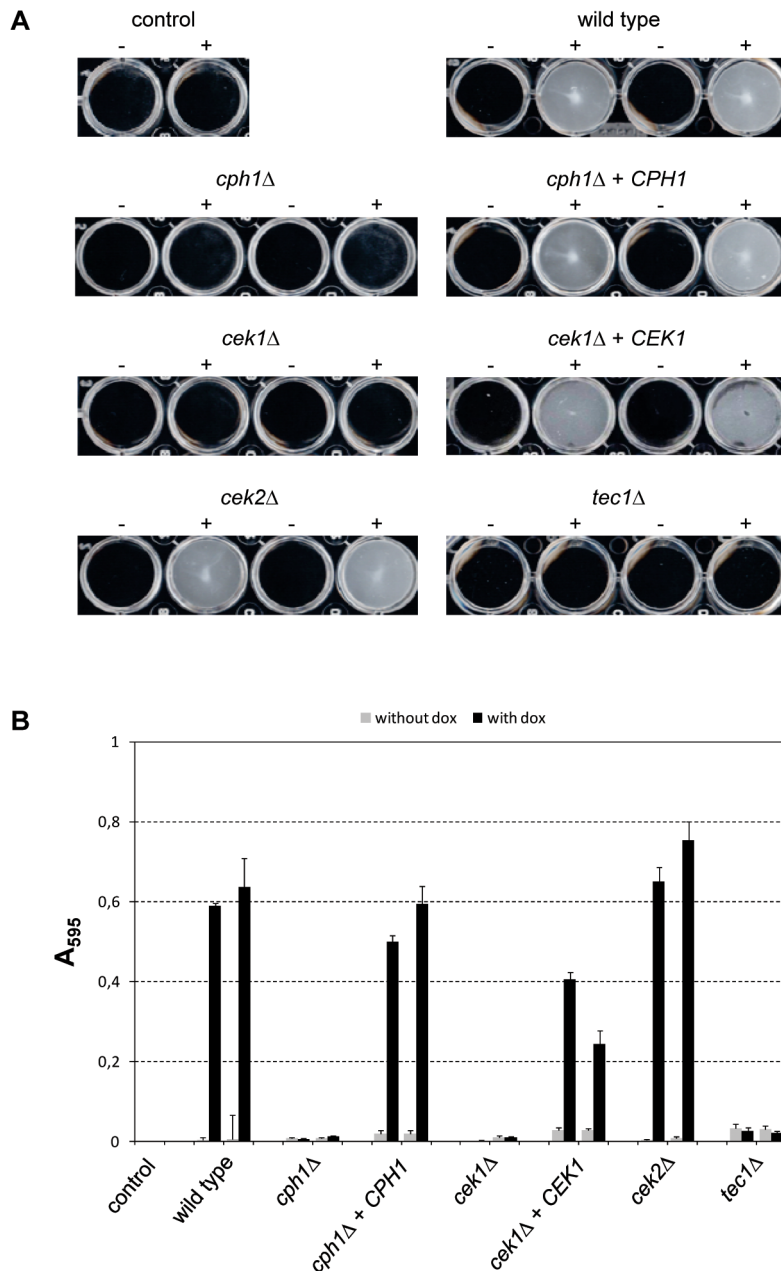 A
control
wild type
- +
- + - +
cph1Δ
cph1Δ + CPH1
- + - +
- + - +
cek1Δ
cek1Δ + CEK1
- + - +
- + - +
cek2Δ
tec1Δ
- + - +
- + - +
B
without dox with dox
1
0,8
0,6
0,4
0,2
0
A595
control
wild type
cph1Δ
cph1Δ + CPH1
cek1Δ
cek1Δ + CEK1
cek2Δ
tec1Δ